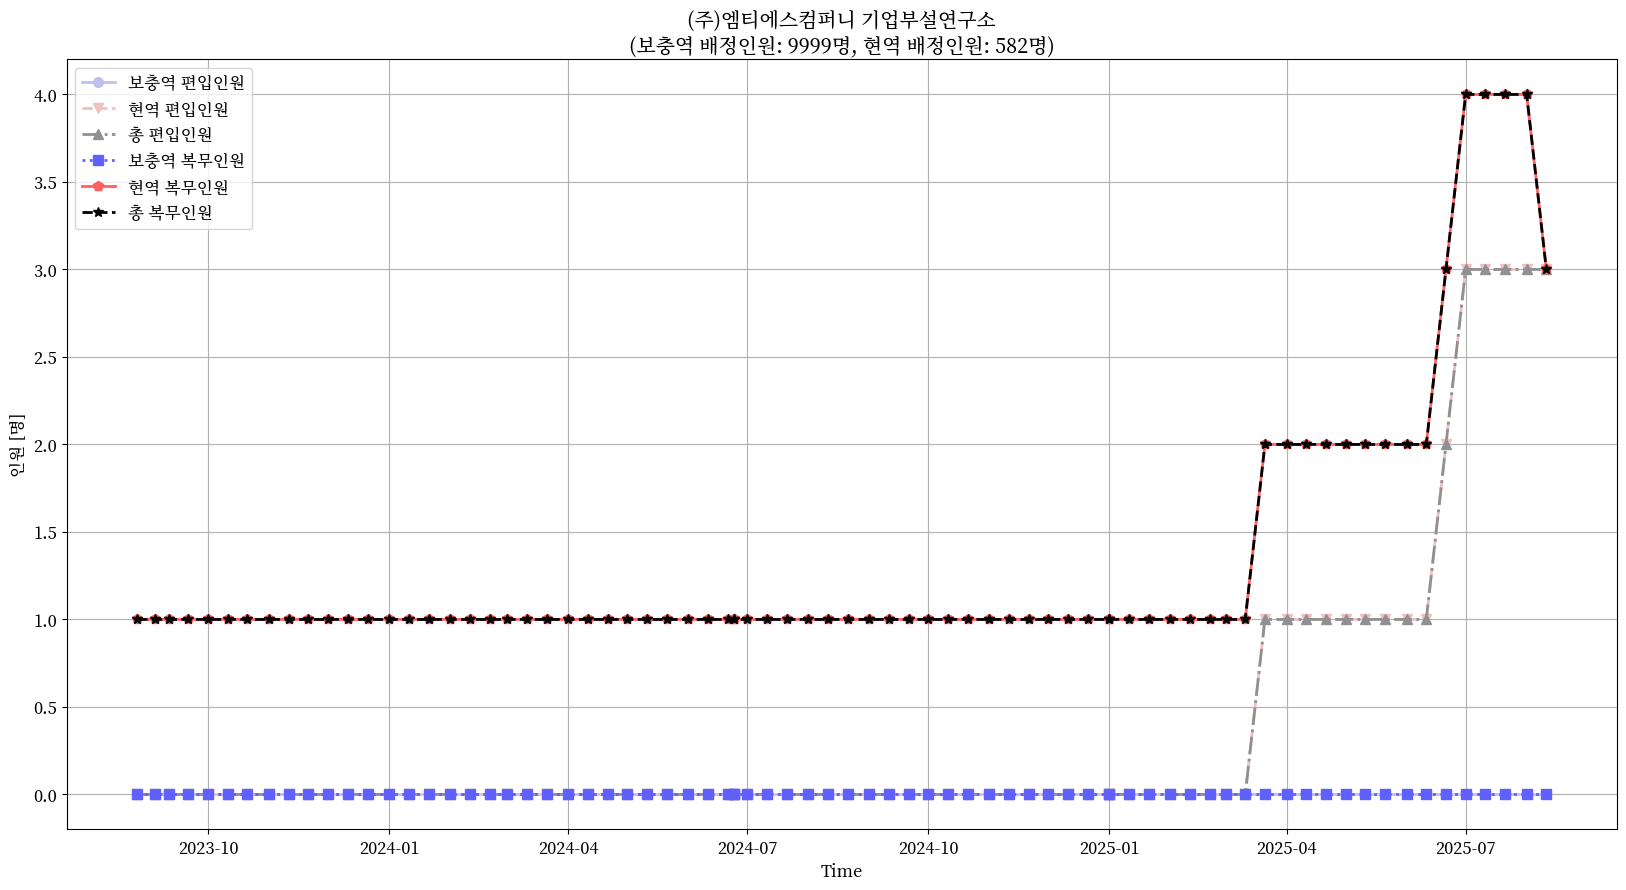 (주)엠티에스컴퍼니 기업부설연구소
(보충역 배정인원: 9999명, 현역 배정인원: 582명)
보충역 편입인원
현역 편입인원
총 편입인원
보충역 복무인원
현역 복무인원
총 복무인원
4.0
3.5
3.0
2.5
2.0
1.5
1.0
0.5
0.0
인원 [명]
2023-10
2024-01
2024-04
2024-07
2024-10
2025-01
2025-04
2025-07
Time